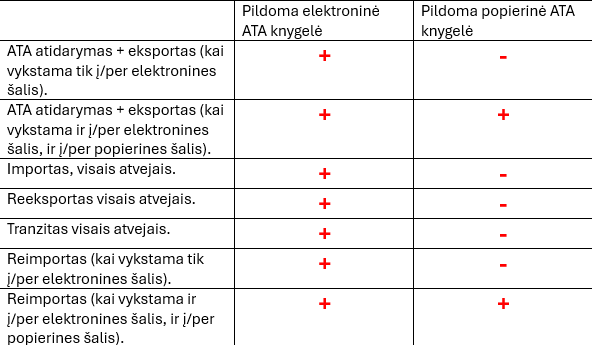 Pildoma elektroninė
ATA knygelė
Pildoma popierinė ATA
knygelė
ATA atidarymas + eksportas (kai
vykstama tik į/per elektronines
šalis).
+
-
ATA atidarymas + eksportas (kai
vykstama ir į/per elektronines
šalis, ir į/per popierines šalis).
+
+
Importas, visais atvejais.
+
-
Reeksportas visais atvejais.
+
-
Tranzitas visais atvejais.
+
-
Reimportas (kai vykstama tik
į/per elektronines šalis).
+
-
Reimportas (kai vykstama ir
į/per elektronines šalis, ir į/per
popierines šalis).
+
+